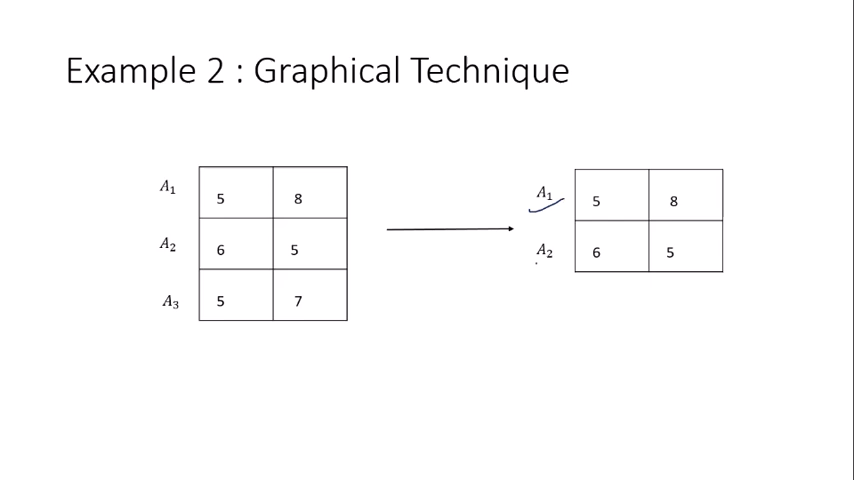 Example 2 : Graphical Technique
A₁ 5 8
A₂ 6 5
A₃ 5 7
A₁ 5 8
A₂ 6 5